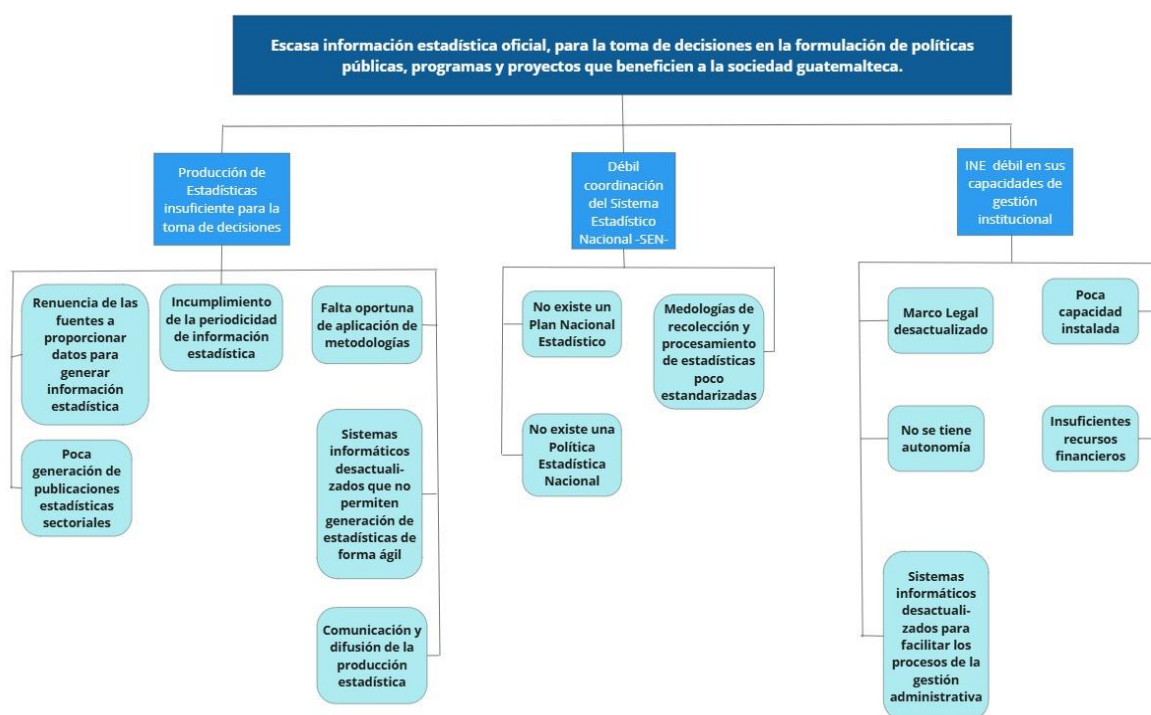 Escasa información estadística oficial, para la toma de decisiones en la formulación de políticas
públicas, programas y proyectos que beneficien a la sociedad guatemalteca.
Producción de
Estadísticas
insuficiente para la
toma de decisiones
Débil
coordinación
del Sistema
Estadístico
Nacional -SEN-
INE débil en sus
capacidades de
gestión
institucional
Renuencia de las
fuentes a
proporcionar
datos para
generar
información
estadística
Incumplimiento
de la periodicidad
de información
estadística
Falta oportuna
de aplicación de
metodologías
Poca
generación de
publicaciones
estadísticas
sectoriales
Sistemas
informáticos
desactuali-
zados que no
permiten
generación de
estadísticas de
forma ágil
Comunicación y
difusión de la
producción
estadística
No existe un
Plan Nacional
Estadístico
Medologías de
recolección y
procesamiento
de estadísticas
poco
estandarizadas
No existe una
Política
Estadística
Nacional
Marco Legal
desactualizado
Poca
capacidad
instalada
No se tiene
autonomía
Insuficientes
recursos
financieros
Sistemas
informáticos
desactuali-
zados para
facilitar los
procesos de la
gestión
administrativa